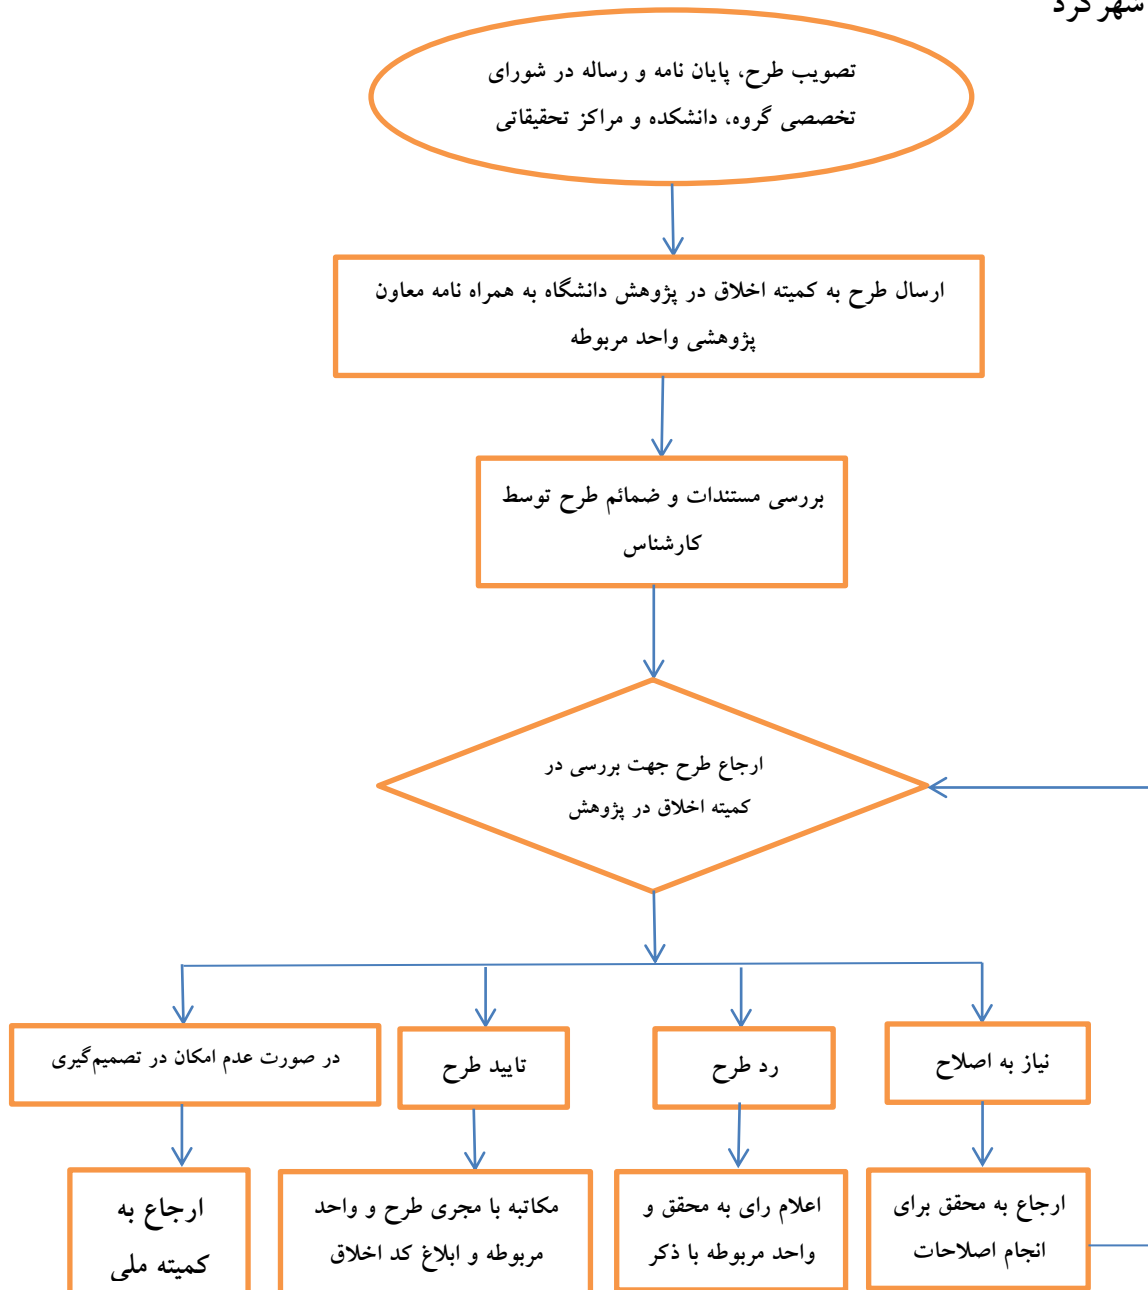 شهرکرد
تصویب طرح، پایان نامه و رساله در شورای
تخصصی گروه، دانشکده و مراکز تحقیقاتی
ارسال طرح به کمیته اخلاق در پژوهش دانشگاه به همراه نامه معاون
پژوهشی واحد مربوطه
بررسی مستندات و ضمائم طرح توسط
کارشناس
ارجاع طرح جهت بررسی در
کمیته اخلاق در پژوهش
نیاز به اصلاح
رد طرح
تایید طرح
در صورت عدم امکان در تصمیم‌گیری
ارجاع به محقق برای
انجام اصلاحات
اعلام رای به محقق و
واحد مربوطه با ذکر
مکاتبه با مجری طرح و واحد
مربوطه و ابلاغ کد اخلاق
ارجاع به
کمیته ملی